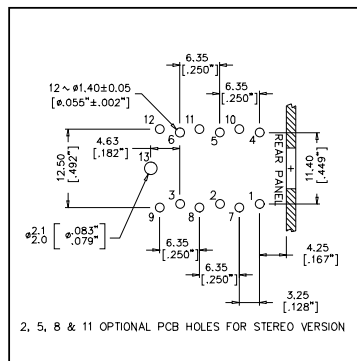 6.35
[.250"]
12 ~ ø1.40±0.05
[ø.055"±.002"]
6.35
[.250"]
12 11 10
6 5 4
4.63
[.182"]
13
12.50
[.492"]
REAR PANEL
11.40
[.449"]
ø2.1 [ø.083"
2.0 .079"]
3 2 1
9 8 7
6.35
[.250"]
6.35
[.250"]
4.25
[.167"]
3.25
[.128"]
2, 5, 8 & 11 OPTIONAL PCB HOLES FOR STEREO VERSION